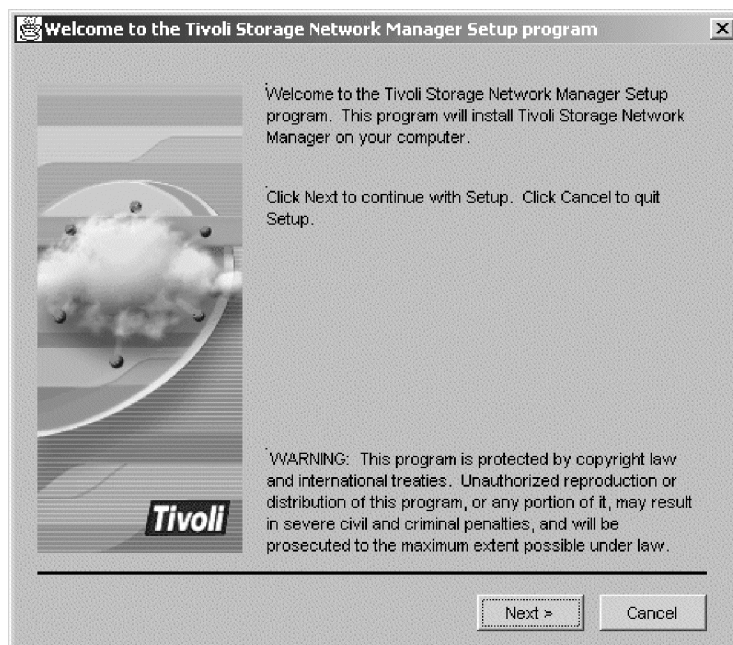 Welcome to the Tivoli Storage Network Manager Setup program
Welcome to the Tivoli Storage Network Manager Setup
program. This program will install Tivoli Storage Network
Manager on your computer.
Click Next to continue with Setup. Click Cancel to quit
Setup.
WARNING: This program is protected by copyright law
and international treaties. Unauthorized reproduction or
distribution of this program, or any portion of it, may result
in severe civil and criminal penalties, and will be
prosecuted to the maximum extent possible under law.
Tivoli
Next >
Cancel